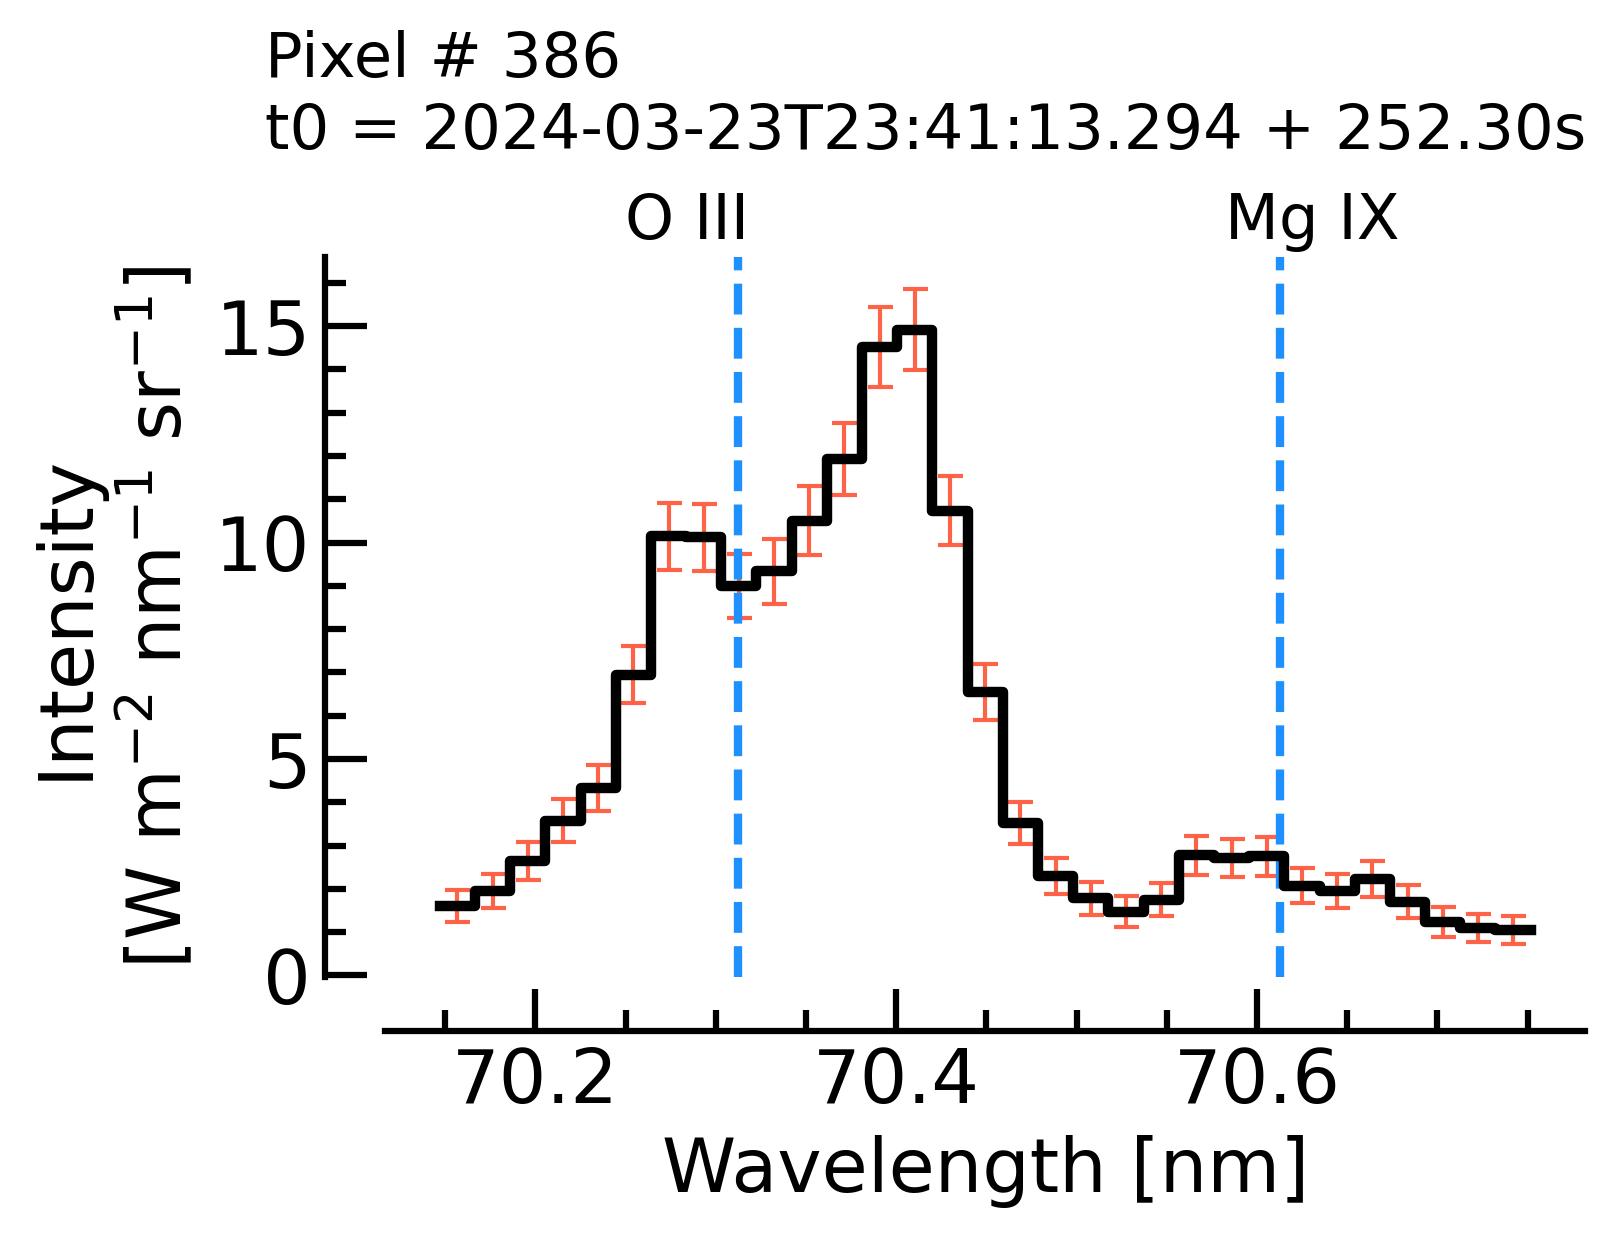 Pixel # 386
t0 = 2024-03-23T23:41:13.294 + 252.30s
O III
Mg IX
Intensity
[W m⁻² nm⁻¹ sr⁻¹]
15
10
5
0
70.2
70.4
70.6
Wavelength [nm]